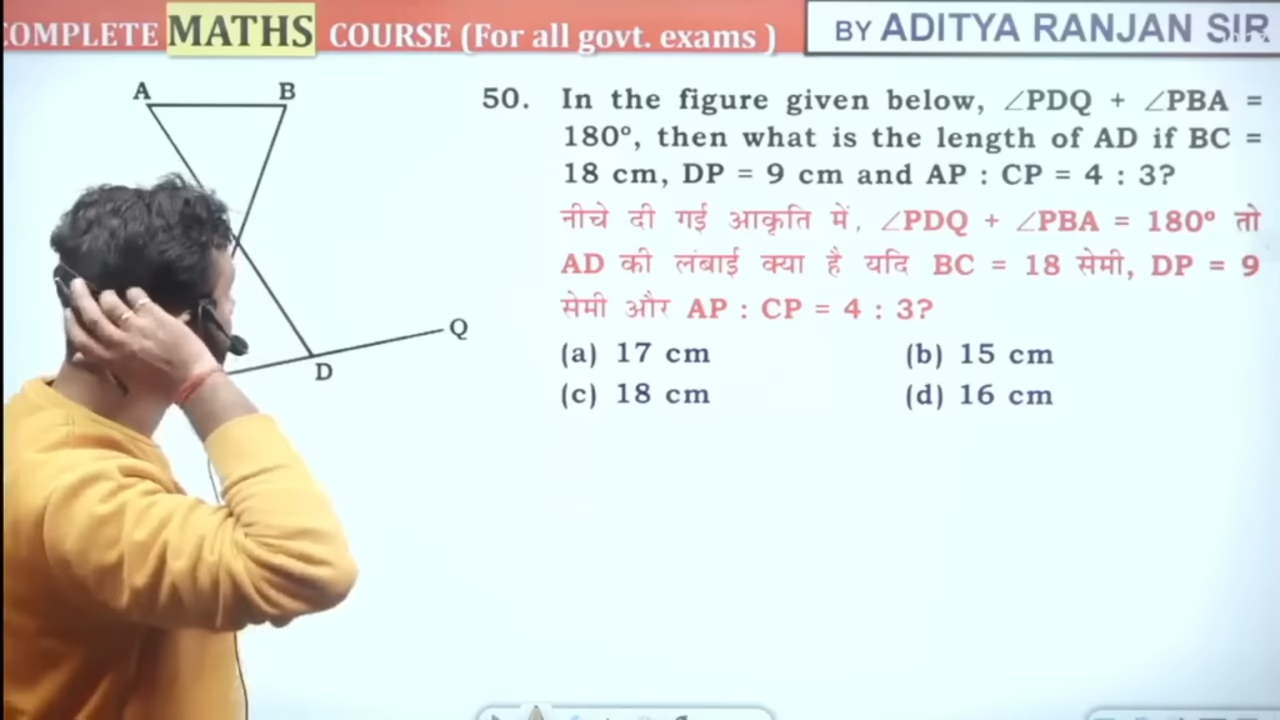 COMPLETE MATHS COURSE (For all govt. exams )
BY ADITYA RANJAN SIR
A
B
Q
D
50. In the figure given below, ∠PDQ + ∠PBA =
180º, then what is the length of AD if BC =
18 cm, DP = 9 cm and AP : CP = 4 : 3?
नीचे दी गई आकृति में, ∠PDQ + ∠PBA = 180º तो
AD की लंबाई क्या है यदि BC = 18 सेमी, DP = 9
सेमी और AP : CP = 4 : 3?
(a) 17 cm (b) 15 cm
(c) 18 cm (d) 16 cm